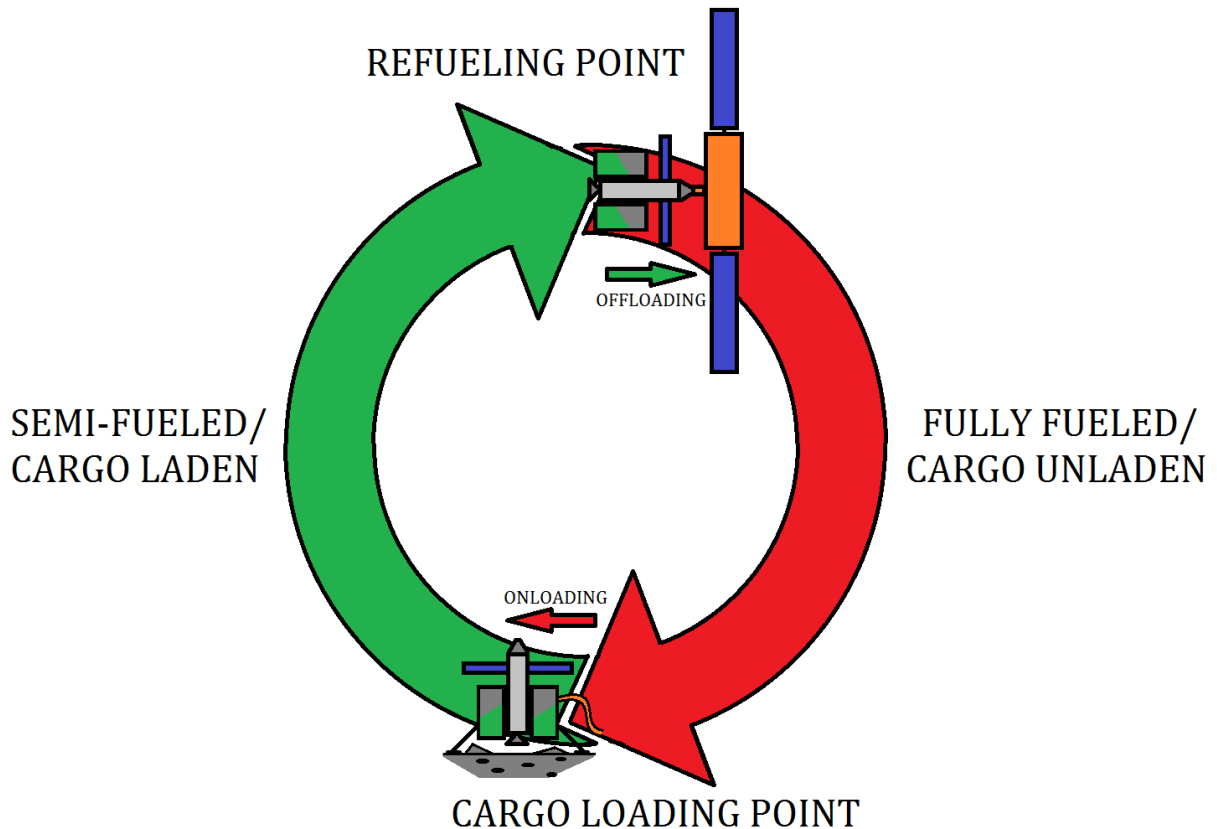 REFUELING POINT
OFFLOADING
SEMI-FUELED/
CARGO LADEN
FULLY FUELED/
CARGO UNLADEN
ONLOADING
CARGO LOADING POINT